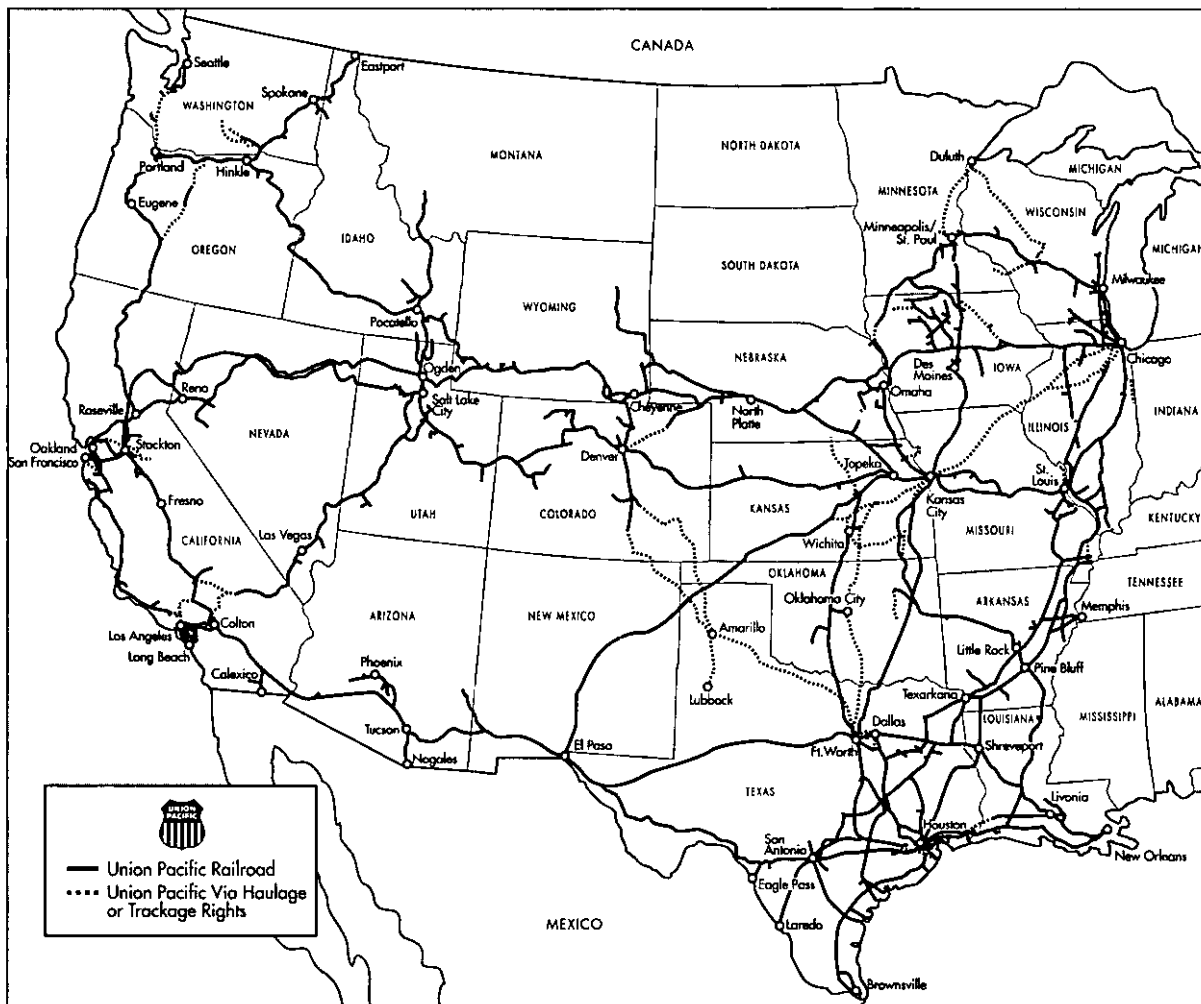 CANADA
Seattle
Eastport
Spokane
WASHINGTON
MONTANA
NORTH DAKOTA
Duluth
MICHIGAN
Portland
Hinkle
MINNESOTA
WISCONSIN
Eugene
Minneapolis/
St. Paul
MICHIGAN
OREGON
IDAHO
SOUTH DAKOTA
Milwaukee
WYOMING
Pocatello
NEBRASKA
Chicago
Ogden
Des
Moines
IOWA
Reno
Salt Lake
City
Cheyenne
North
Platte
Omaha
INDIANA
Roseville
NEVADA
ILLINOIS
Oakland
San Francisco
Stockton
Denver
Topeka
St.
Louis
Kansas
City
Fresno
UTAH
COLORADO
KANSAS
MISSOURI
KENTUCKY
CALIFORNIA
Las Vegas
Wichita
OKLAHOMA
TENNESSEE
ARIZONA
NEW MEXICO
Oklahoma City
ARKANSAS
Memphis
Los Angeles
Colton
Amarillo
Long Beach
Little Rock
Pine Bluff
Phoenix
Calexico
Lubbock
Texarkana
MISSISSIPPI
ALABAMA
LOUISIANA
Tucson
Dallas
Ft. Worth
Shreveport
Nogales
El Paso
TEXAS
Livonia
Houston
San
Antonio
New Orleans
Eagle Pass
Laredo
MEXICO
Brownsville
UNION
PACIFIC
Union Pacific Railroad
Union Pacific Via Haulage
or Trackage Rights